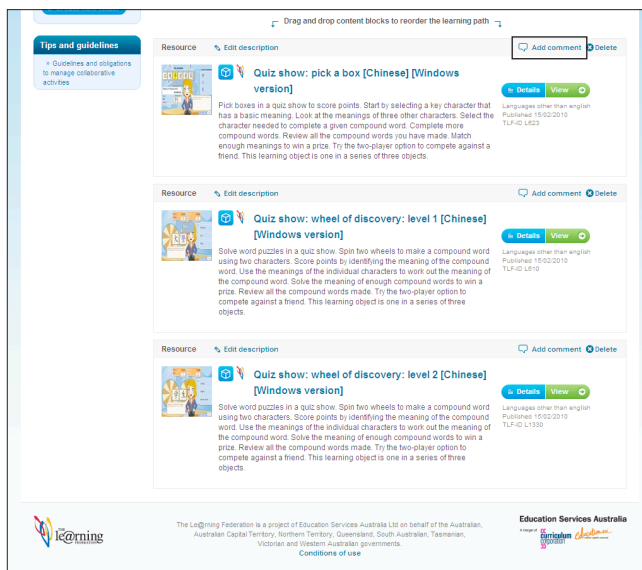 Drag and drop content blocks to reorder the learning path
Tips and guidelines
» Guidelines and obligations
to manage collaborative
activities
Resource Edit description Add comment Delete
Quiz show: pick a box [Chinese] [Windows
version]
Pick boxes in a quiz show to score points. Start by selecting a key character that
has a basic meaning. Look at the meanings of three other characters. Select the
character needed to complete a given compound word. Complete more
compound words. Review all the compound words you have made. Match
enough meanings to win a prize. Try the two-player option to compete against a
friend. This learning object is one in a series of three objects.
Details View
Languages other than english
Published 15/02/2010
TLF-ID L623
Resource Edit description Add comment Delete
Quiz show: wheel of discovery: level 1 [Chinese]
[Windows version]
Solve word puzzles in a quiz show. Spin two wheels to make a compound word
using two characters. Score points by identifying the meaning of the compound
word. Use the meanings of the individual characters to work out the meaning of
the compound word. Solve the meaning of enough compound words to win a
prize. Review all the compound words made. Try the two-player option to
compete against a friend. This learning object is one in a series of three
objects.
Details View
Languages other than english
Published 15/02/2010
TLF-ID L610
Resource Edit description Add comment Delete
Quiz show: wheel of discovery: level 2 [Chinese]
[Windows version]
Solve word puzzles in a quiz show. Spin two wheels to make a compound word
using two characters. Score points by identifying the meaning of the compound
word. Use the meanings of the individual characters to work out the meaning of
the compound word. Solve the meaning of enough compound words to win a
prize. Review all the compound words made. Try the two-player option to
compete against a friend. This learning object is one in a series of three
objects.
Details View
Languages other than english
Published 15/02/2010
TLF-ID L1330
THE
le@rning
FEDERATION
The Le@rning Federation is a project of Education Services Australia Ltd on behalf of the Australian,
Australian Capital Territory, Northern Territory, Queensland, South Australian, Tasmanian,
Victorian and Western Australian governments.
Conditions of use
Education Services Australia
A merger of
curriculum
corporation